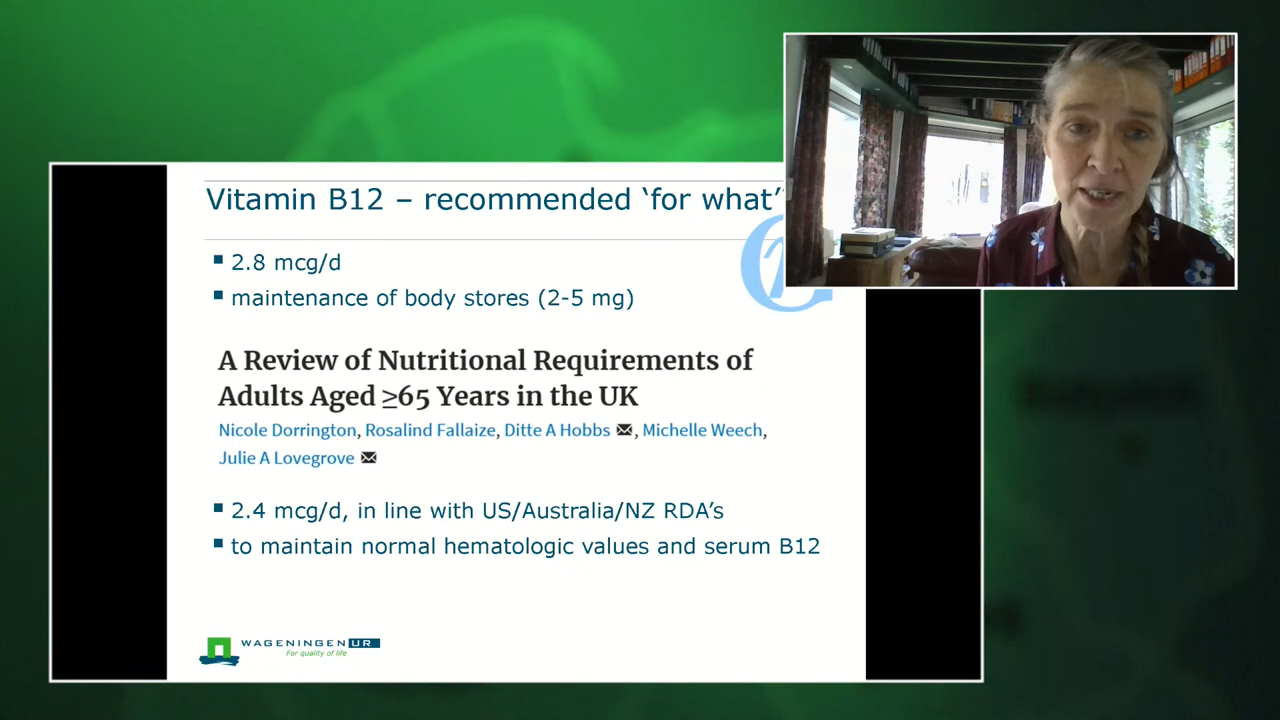 Vitamin B12 – recommended ‘for what’
2.8 mcg/d
maintenance of body stores (2-5 mg)
A Review of Nutritional Requirements of
Adults Aged ≥65 Years in the UK
Nicole Dorrington, Rosalind Fallaize, Ditte A Hobbs, Michelle Weech,
Julie A Lovegrove
2.4 mcg/d, in line with US/Australia/NZ RDA’s
to maintain normal hematologic values and serum B12
WAGENINGEN UR
For quality of life